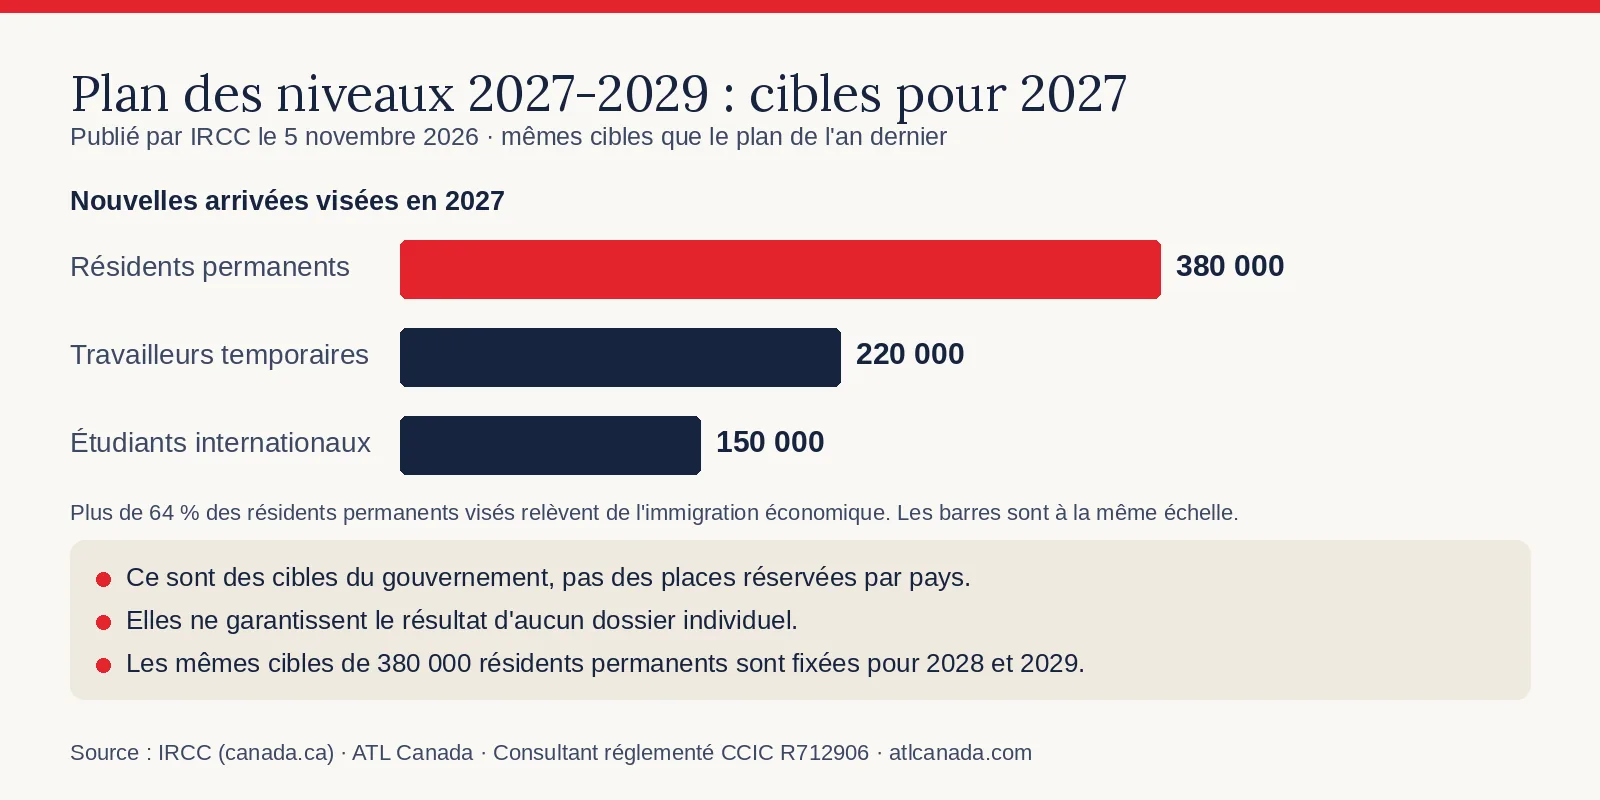 Plan des niveaux 2027–2029 : cibles pour 2027
Publié par IRCC le 5 novembre 2026 · mêmes cibles que le plan de l'an dernier
Nouvelles arrivées visées en 2027
Résidents permanents
380 000
Travailleurs temporaires
220 000
Étudiants internationaux
150 000
Plus de 64 % des résidents permanents visés relèvent de l'immigration économique. Les barres sont à la même échelle.
Ce sont des cibles du gouvernement, pas des places réservées par pays.
Elles ne garantissent le résultat d'aucun dossier individuel.
Les mêmes cibles de 380 000 résidents permanents sont fixées pour 2028 et 2029.
Source : IRCC (canada.ca) · ATL Canada · Consultant réglementé CCIC R712906 · atlcanada.com